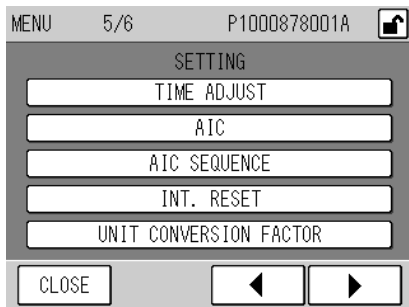 MENU 5/6 P1000878001A
SETTING
TIME ADJUST
AIC
AIC SEQUENCE
INT. RESET
UNIT CONVERSION FACTOR
CLOSE